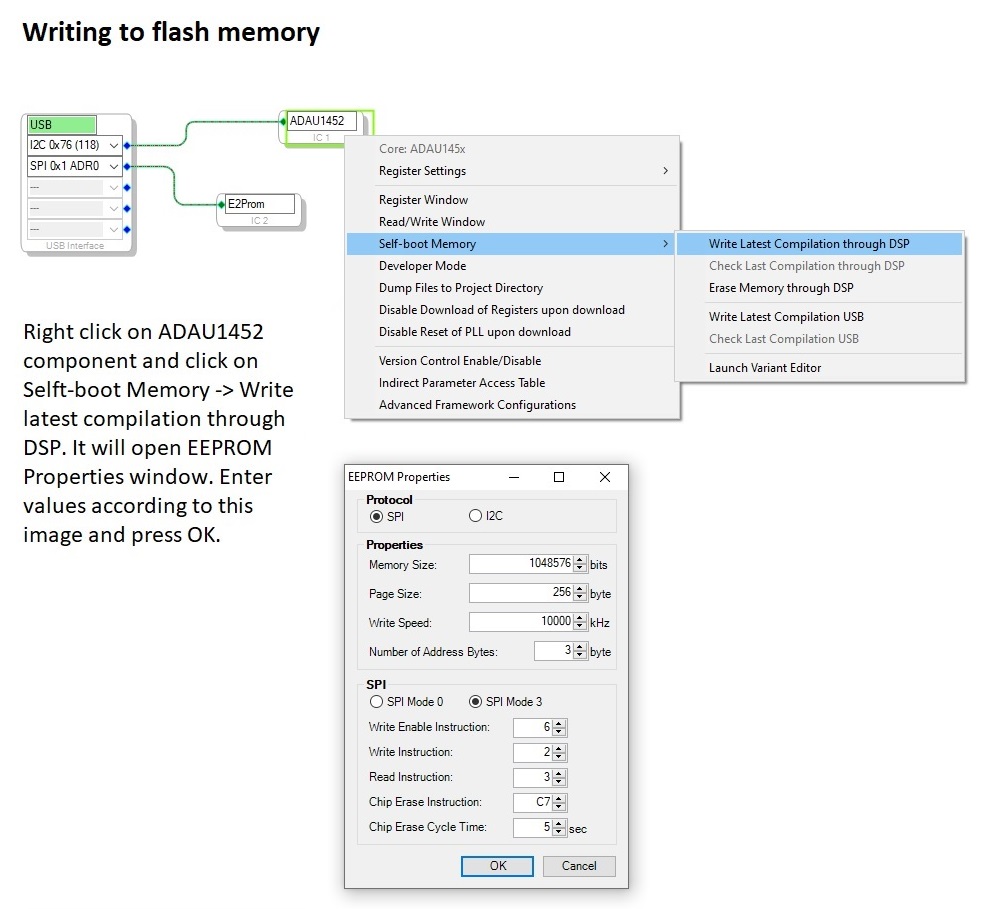 Writing to flash memory
USB
I2C 0x76 (118)
SPI 0x1 ADR0
---
---
---
USB Interface
ADAU1452
IC 1
E2Prom
IC 2
Core: ADAU145x
Register Settings
Register Window
Read/Write Window
Self-boot Memory
Developer Mode
Dump Files to Project Directory
Disable Download of Registers upon download
Disable Reset of PLL upon download
Version Control Enable/Disable
Indirect Parameter Access Table
Advanced Framework Configurations
Write Latest Compilation through DSP
Check Last Compilation through DSP
Erase Memory through DSP
Write Latest Compilation USB
Check Last Compilation USB
Launch Variant Editor
Right click on ADAU1452
component and click on
Selft-boot Memory -> Write
latest compilation through
DSP. It will open EEPROM
Properties window. Enter
values according to this
image and press OK.
EEPROM Properties
Protocol
SPI I2C
Properties
Memory Size: 1048576 bits
Page Size: 256 byte
Write Speed: 10000 kHz
Number of Address Bytes: 3 byte
SPI
SPI Mode 0 SPI Mode 3
Write Enable Instruction: 6
Write Instruction: 2
Read Instruction: 3
Chip Erase Instruction: C7
Chip Erase Cycle Time: 5 sec
OK Cancel